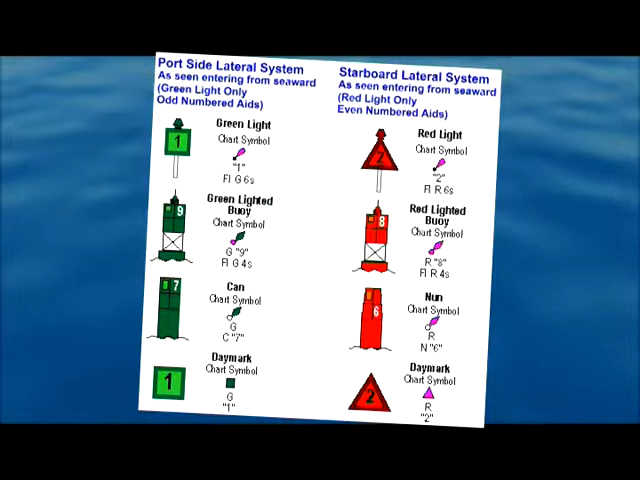 Port Side Lateral System
As seen entering from seaward
(Green Light Only
Odd Numbered Aids)
Green Light
Chart Symbol
"1"
Fl G 6s
1
Green Lighted
Buoy
Chart Symbol
G "9"
Fl G 4s
9
Can
Chart Symbol
G
C "7"
7
Daymark
Chart Symbol
G
"1"
1
Starboard Lateral System
As seen entering from seaward
(Red Light Only
Even Numbered Aids)
Red Light
Chart Symbol
"2"
Fl R 6s
2
Red Lighted
Buoy
Chart Symbol
R "8"
Fl R 4s
8
Nun
Chart Symbol
R
N "6"
6
Daymark
Chart Symbol
R
"2"
2